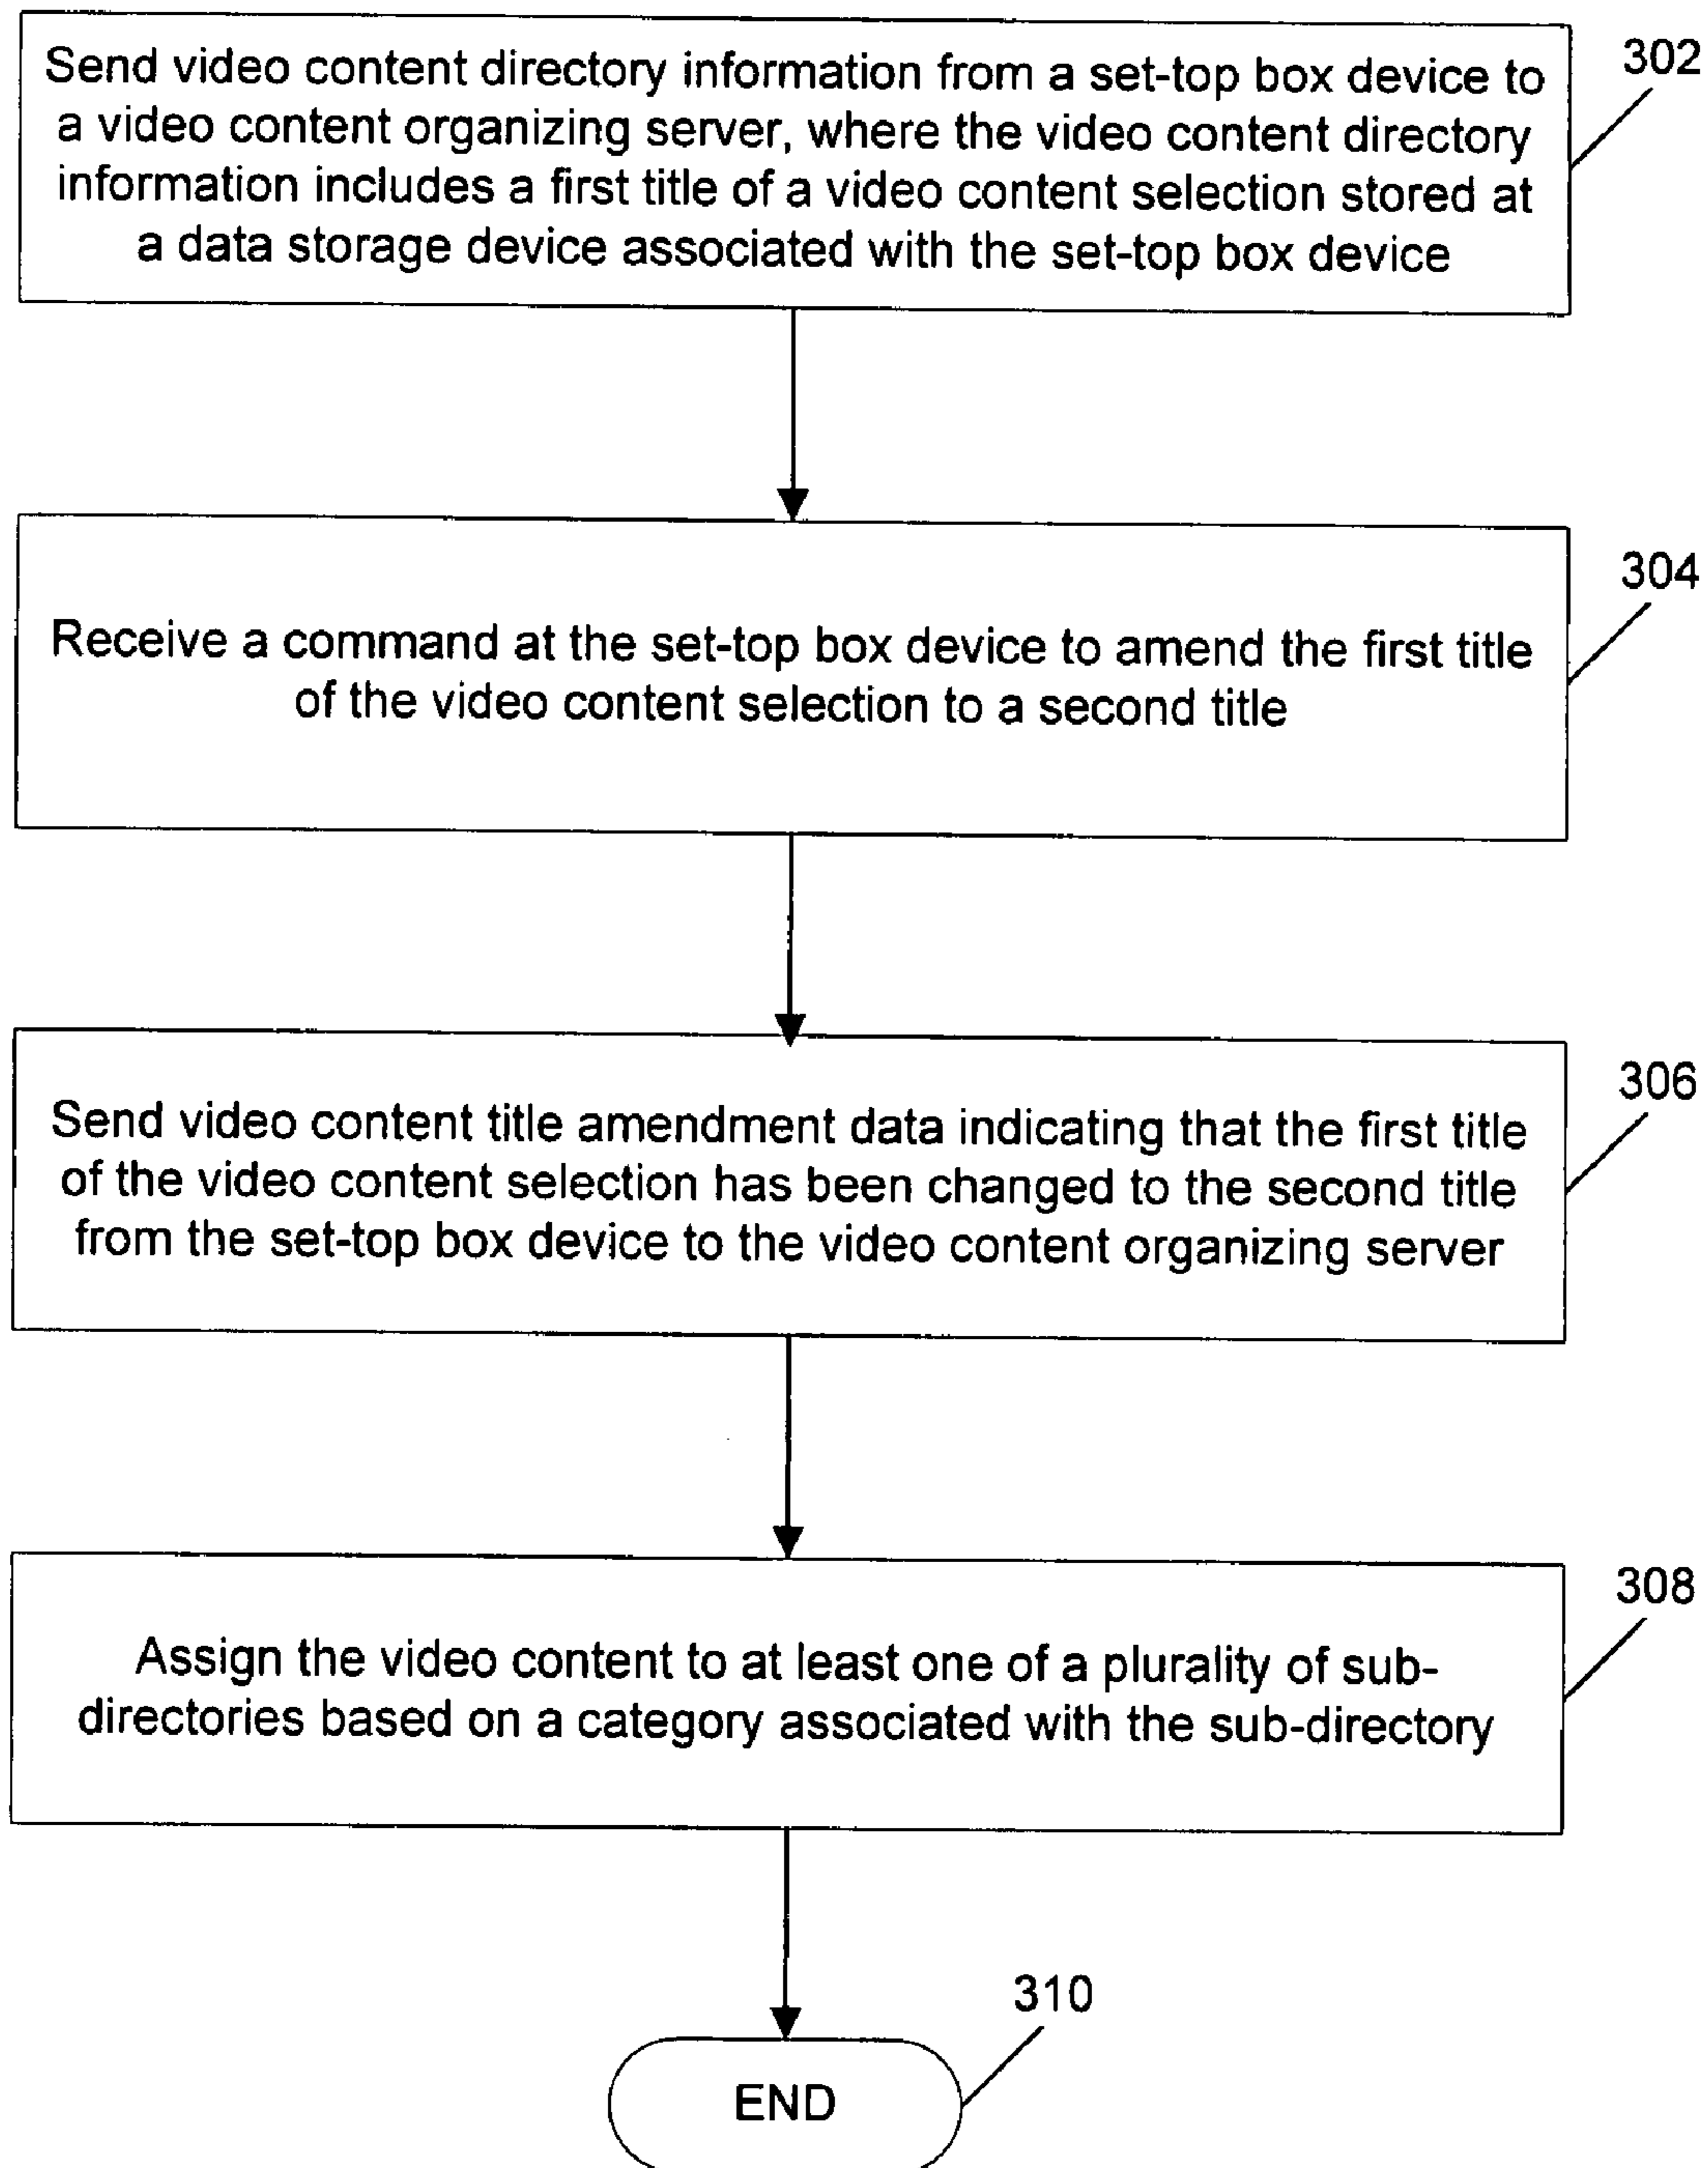 Send video content directory information from a set-top box device to
a video content organizing server, where the video content directory
information includes a first title of a video content selection stored at
a data storage device associated with the set-top box device
302
Receive a command at the set-top box device to amend the first title
of the video content selection to a second title
304
Send video content title amendment data indicating that the first title
of the video content selection has been changed to the second title
from the set-top box device to the video content organizing server
306
Assign the video content to at least one of a plurality of sub-
directories based on a category associated with the sub-directory
308
310
END